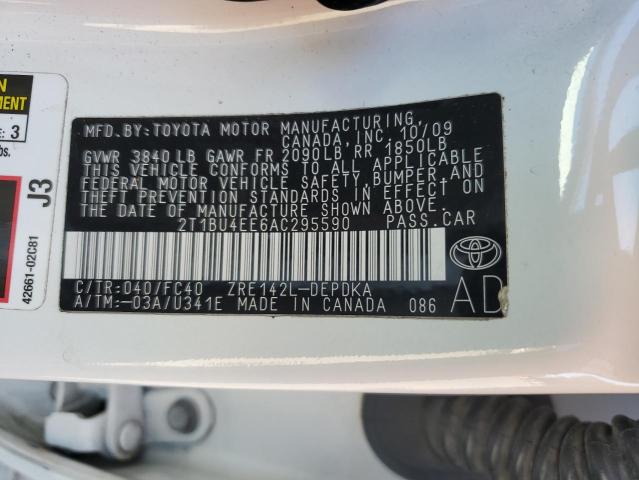 N
EMENT
: 3
bs.
J3
42661-02C81
MFD. BY: TOYOTA MOTOR MANUFACTURING,
CANADA, INC. 10/09
GVWR 3840 LB GAWR FR 2090LB RR 1850LB
THIS VEHICLE CONFORMS TO ALL APPLICABLE
FEDERAL MOTOR VEHICLE SAFETY, BUMPER, AND
THEFT PREVENTION STANDARDS IN EFFECT ON
THE DATE OF MANUFACTURE SHOWN ABOVE.
2T1BU4EE6AC295590 PASS. CAR
C/TR: 040/FC40 ZRE142L-DEPDKA
A/TM:-03A/U341E MADE IN CANADA 086
AD